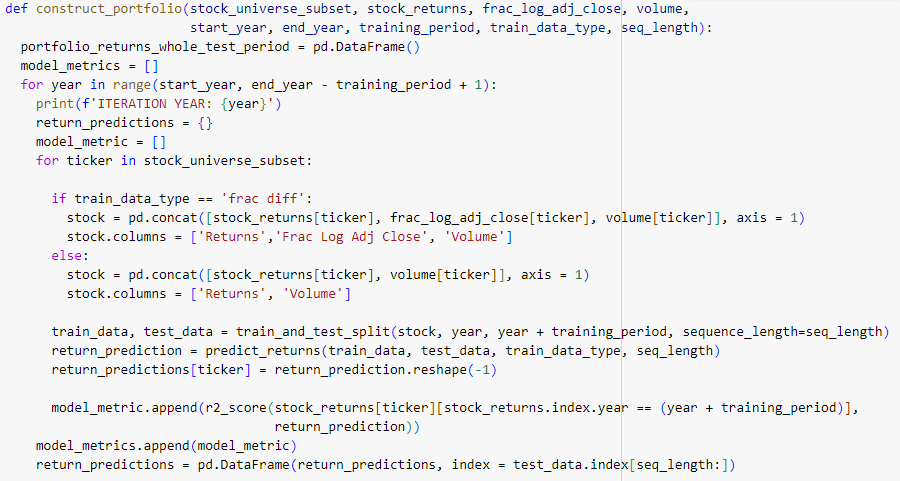 def construct_portfolio(stock_universe_subset, stock_returns, frac_log_adj_close, volume,
                        start_year, end_year, training_period, train_data_type, seq_length):
  portfolio_returns_whole_test_period = pd.DataFrame()
  model_metrics = []
  for year in range(start_year, end_year - training_period + 1):
    print(f'ITERATION YEAR: {year}')
    return_predictions = {}
    model_metric = []
    for ticker in stock_universe_subset:

      if train_data_type == 'frac diff':
        stock = pd.concat([stock_returns[ticker], frac_log_adj_close[ticker], volume[ticker]], axis = 1)
        stock.columns = ['Returns','Frac Log Adj Close', 'Volume']
      else:
        stock = pd.concat([stock_returns[ticker], volume[ticker]], axis = 1)
        stock.columns = ['Returns', 'Volume']

      train_data, test_data = train_and_test_split(stock, year, year + training_period, sequence_length=seq_length)
      return_prediction = predict_returns(train_data, test_data, train_data_type, seq_length)
      return_predictions[ticker] = return_prediction.reshape(-1)

      model_metric.append(r2_score(stock_returns[ticker][stock_returns.index.year == (year + training_period)],
                                   return_prediction))
    model_metrics.append(model_metric)
    return_predictions = pd.DataFrame(return_predictions, index = test_data.index[seq_length:])